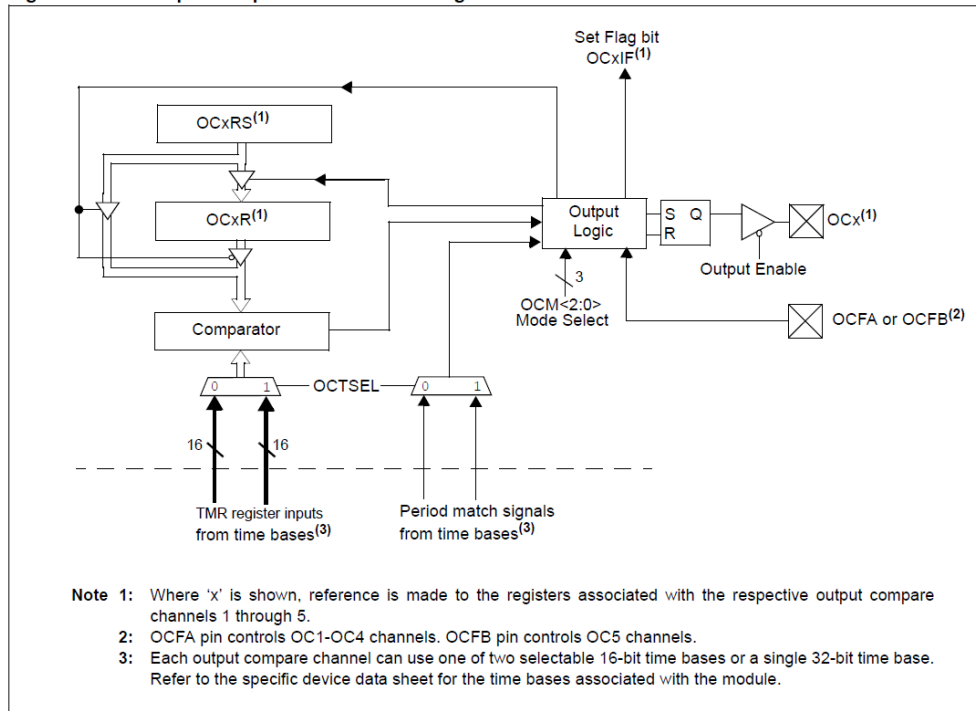 Set Flag bit
OCxIF(1)
OCxRS(1)
OCxR(1)
Output
Logic
S Q
R
OCx(1)
Output Enable
3
OCM<2:0>
Mode Select
Comparator
OCFA or OCFB(2)
0 1
OCTSEL
0 1
16
16
TMR register inputs
from time bases(3)
Period match signals
from time bases(3)
Note 1: Where ‘x’ is shown, reference is made to the registers associated with the respective output compare
channels 1 through 5.
2: OCFA pin controls OC1-OC4 channels. OCFB pin controls OC5 channels.
3: Each output compare channel can use one of two selectable 16-bit time bases or a single 32-bit time base.
Refer to the specific device data sheet for the time bases associated with the module.